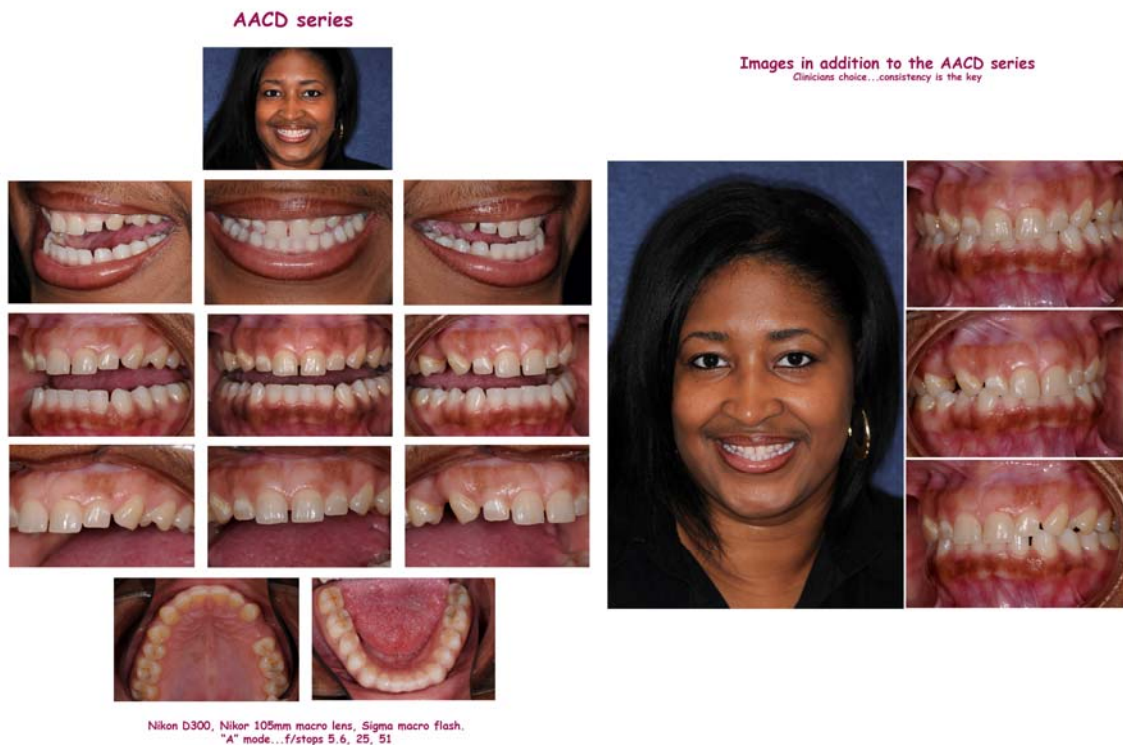 AACD series
Images in addition to the AACD series
Clinicians choice...consistency is the key
Nikon D300, Nikor 105mm macro lens, Sigma macro flash.
"A" mode...f/stops 5.6, 25, 51